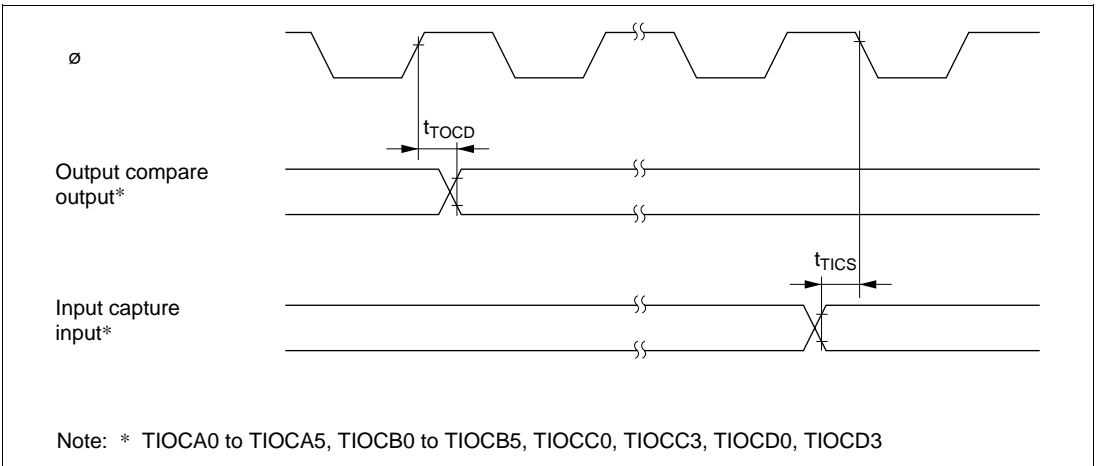 ø
tTOCD
Output compare
output*
tTICS
Input capture
input*
Note: * TIOCA0 to TIOCA5, TIOCB0 to TIOCB5, TIOCC0, TIOCC3, TIOCD0, TIOCD3